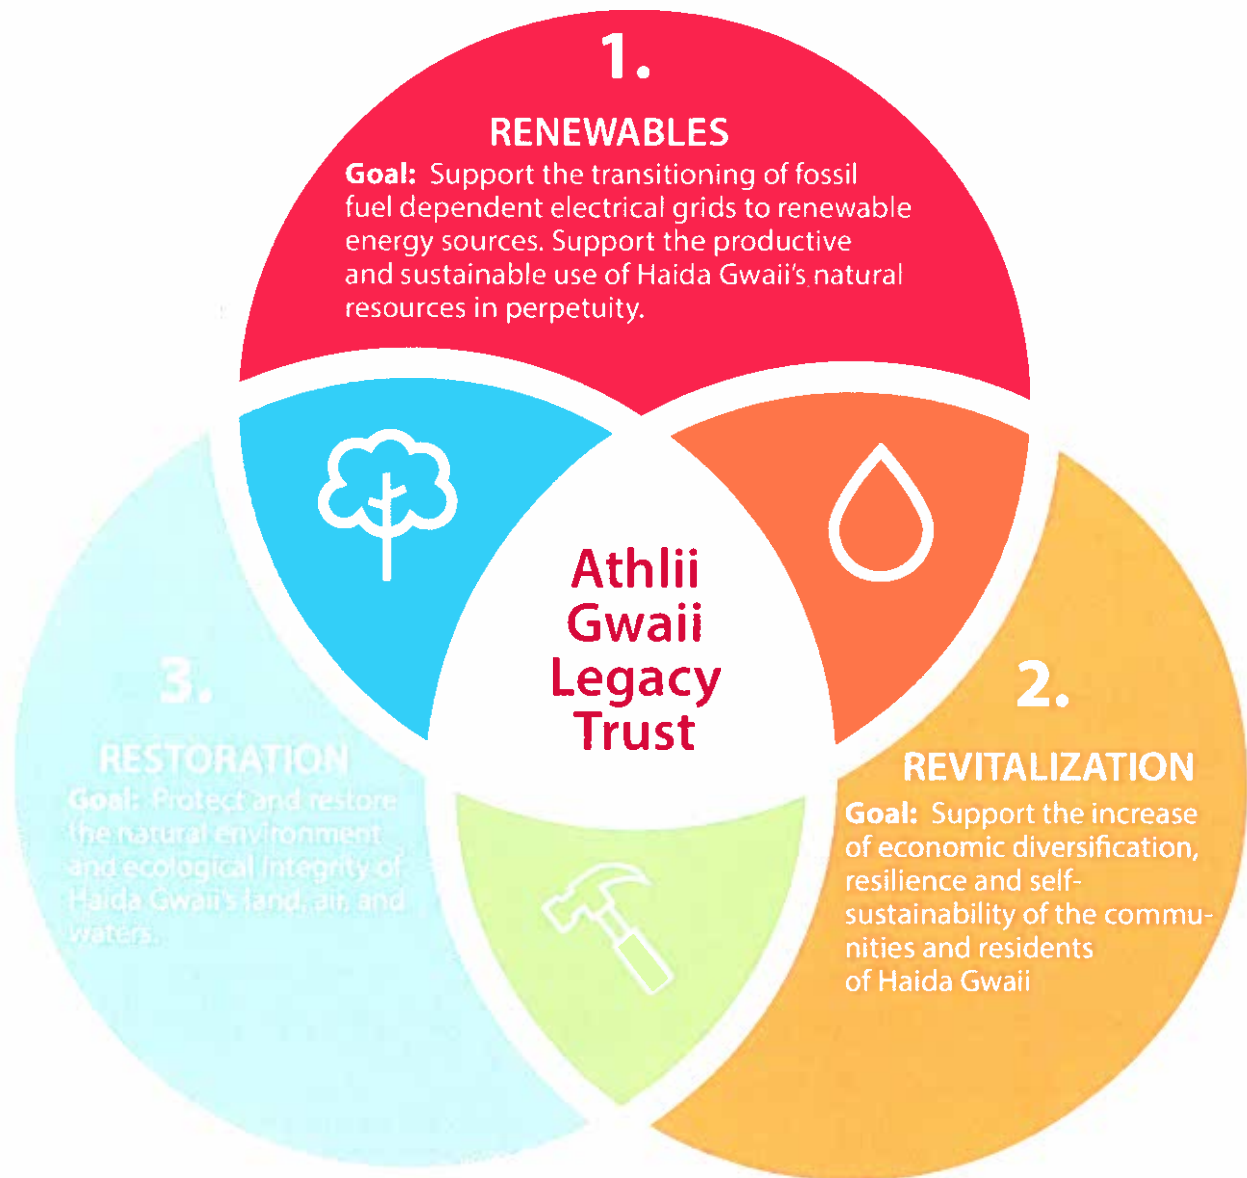 1.
RENEWABLES
Goal: Support the transitioning of fossil
fuel dependent electrical grids to renewable
energy sources. Support the productive
and sustainable use of Haida Gwaii's natural
resources in perpetuity.
Athlii
Gwaii
Legacy
Trust
2.
REVITALIZATION
Goal: Support the increase
of economic diversification,
resilience and self-
sustainability of the commu-
nities and residents
of Haida Gwaii
3.
RESTORATION
Goal: Protect and restore
the natural environment
and ecological integrity of
Haida Gwaii's land, air, and
waters.